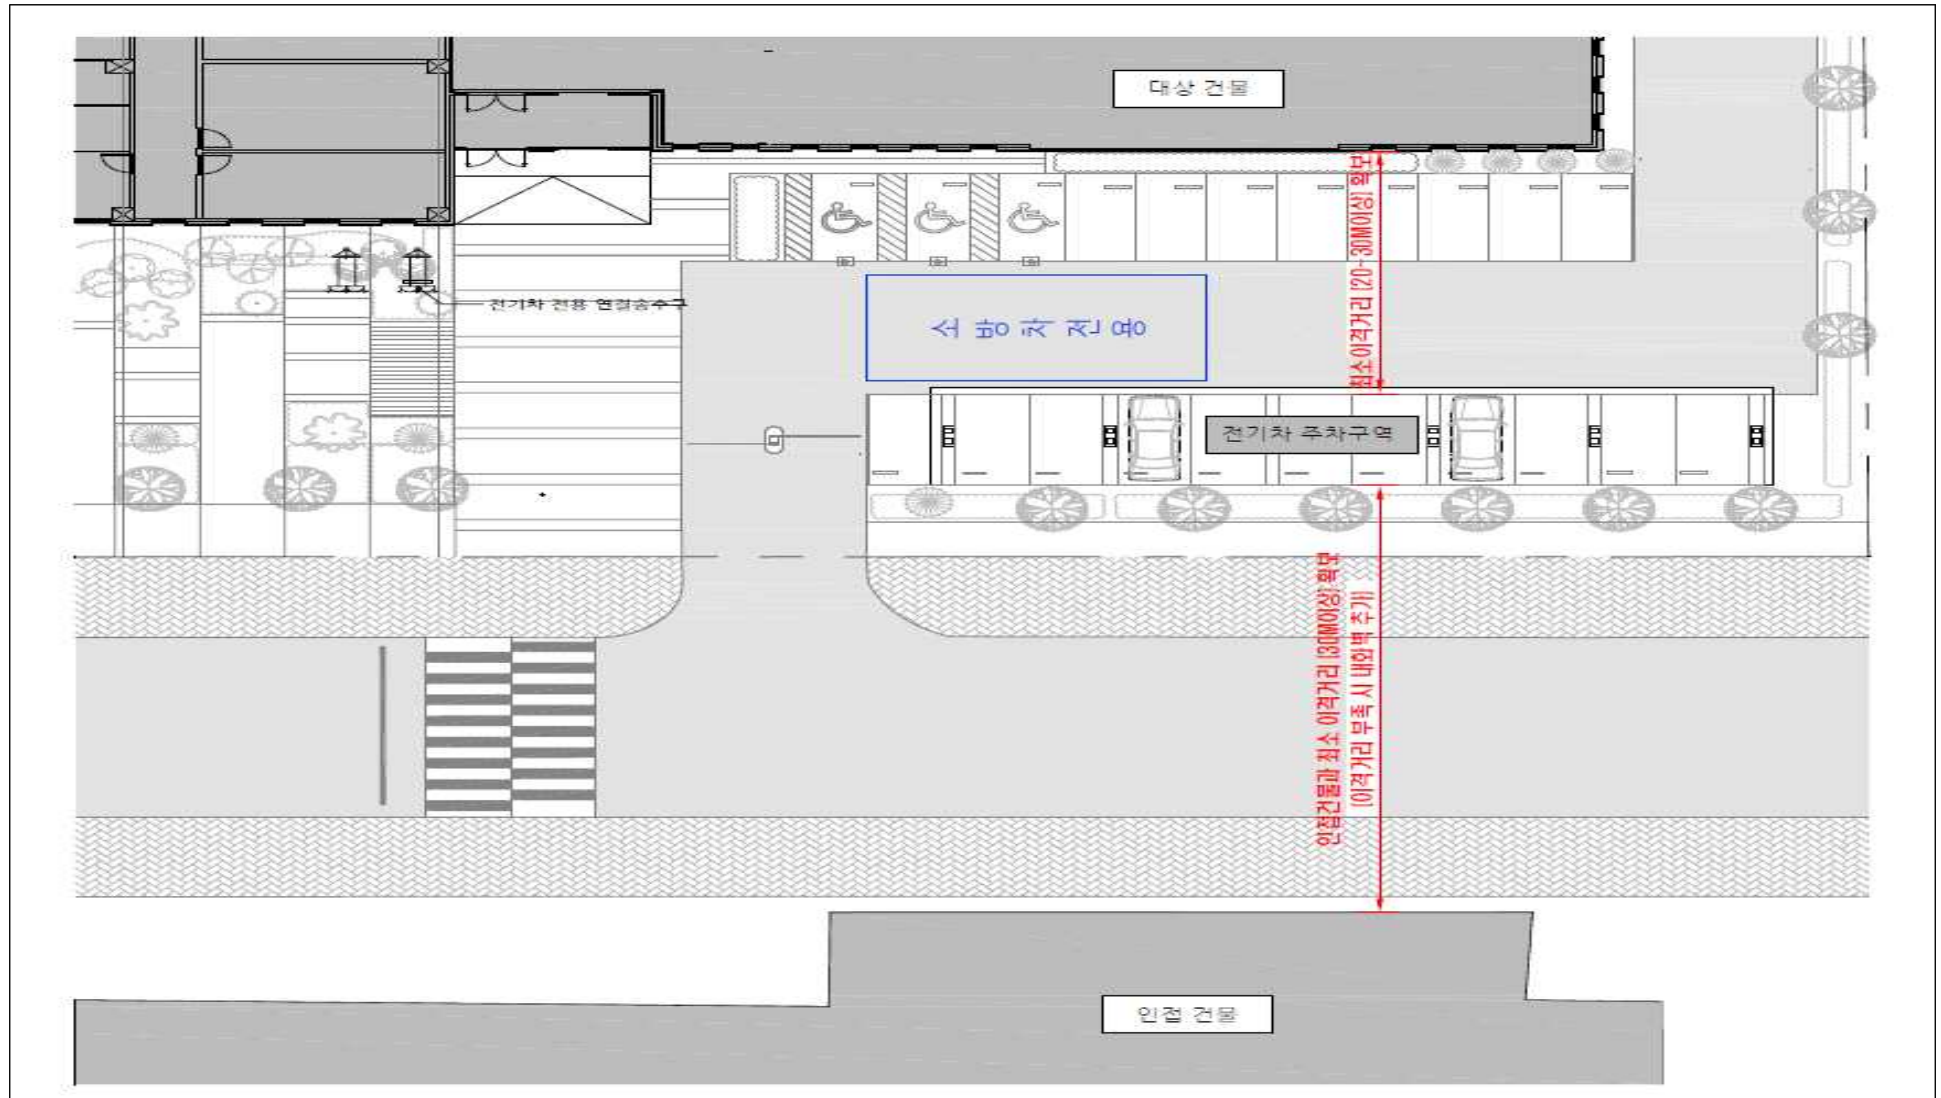 대상 건물
최소이격거리 (20~30M이상) 확보
전기차 전용 연결송수구
소방차전용
전기차 주차구역
인접건물과 최소 이격거리 (30M이상) 확보
(이격거리 부족 시 내화벽 추가)
인접 건물